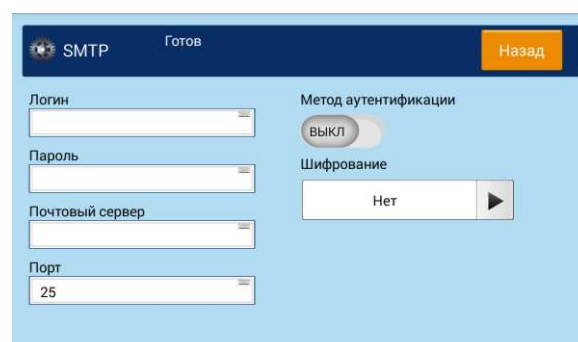 SMTP
Готов
Назад
Логин
Пароль
Почтовый сервер
Порт
25
Метод аутентификации
ВЫКЛ
Шифрование
Нет